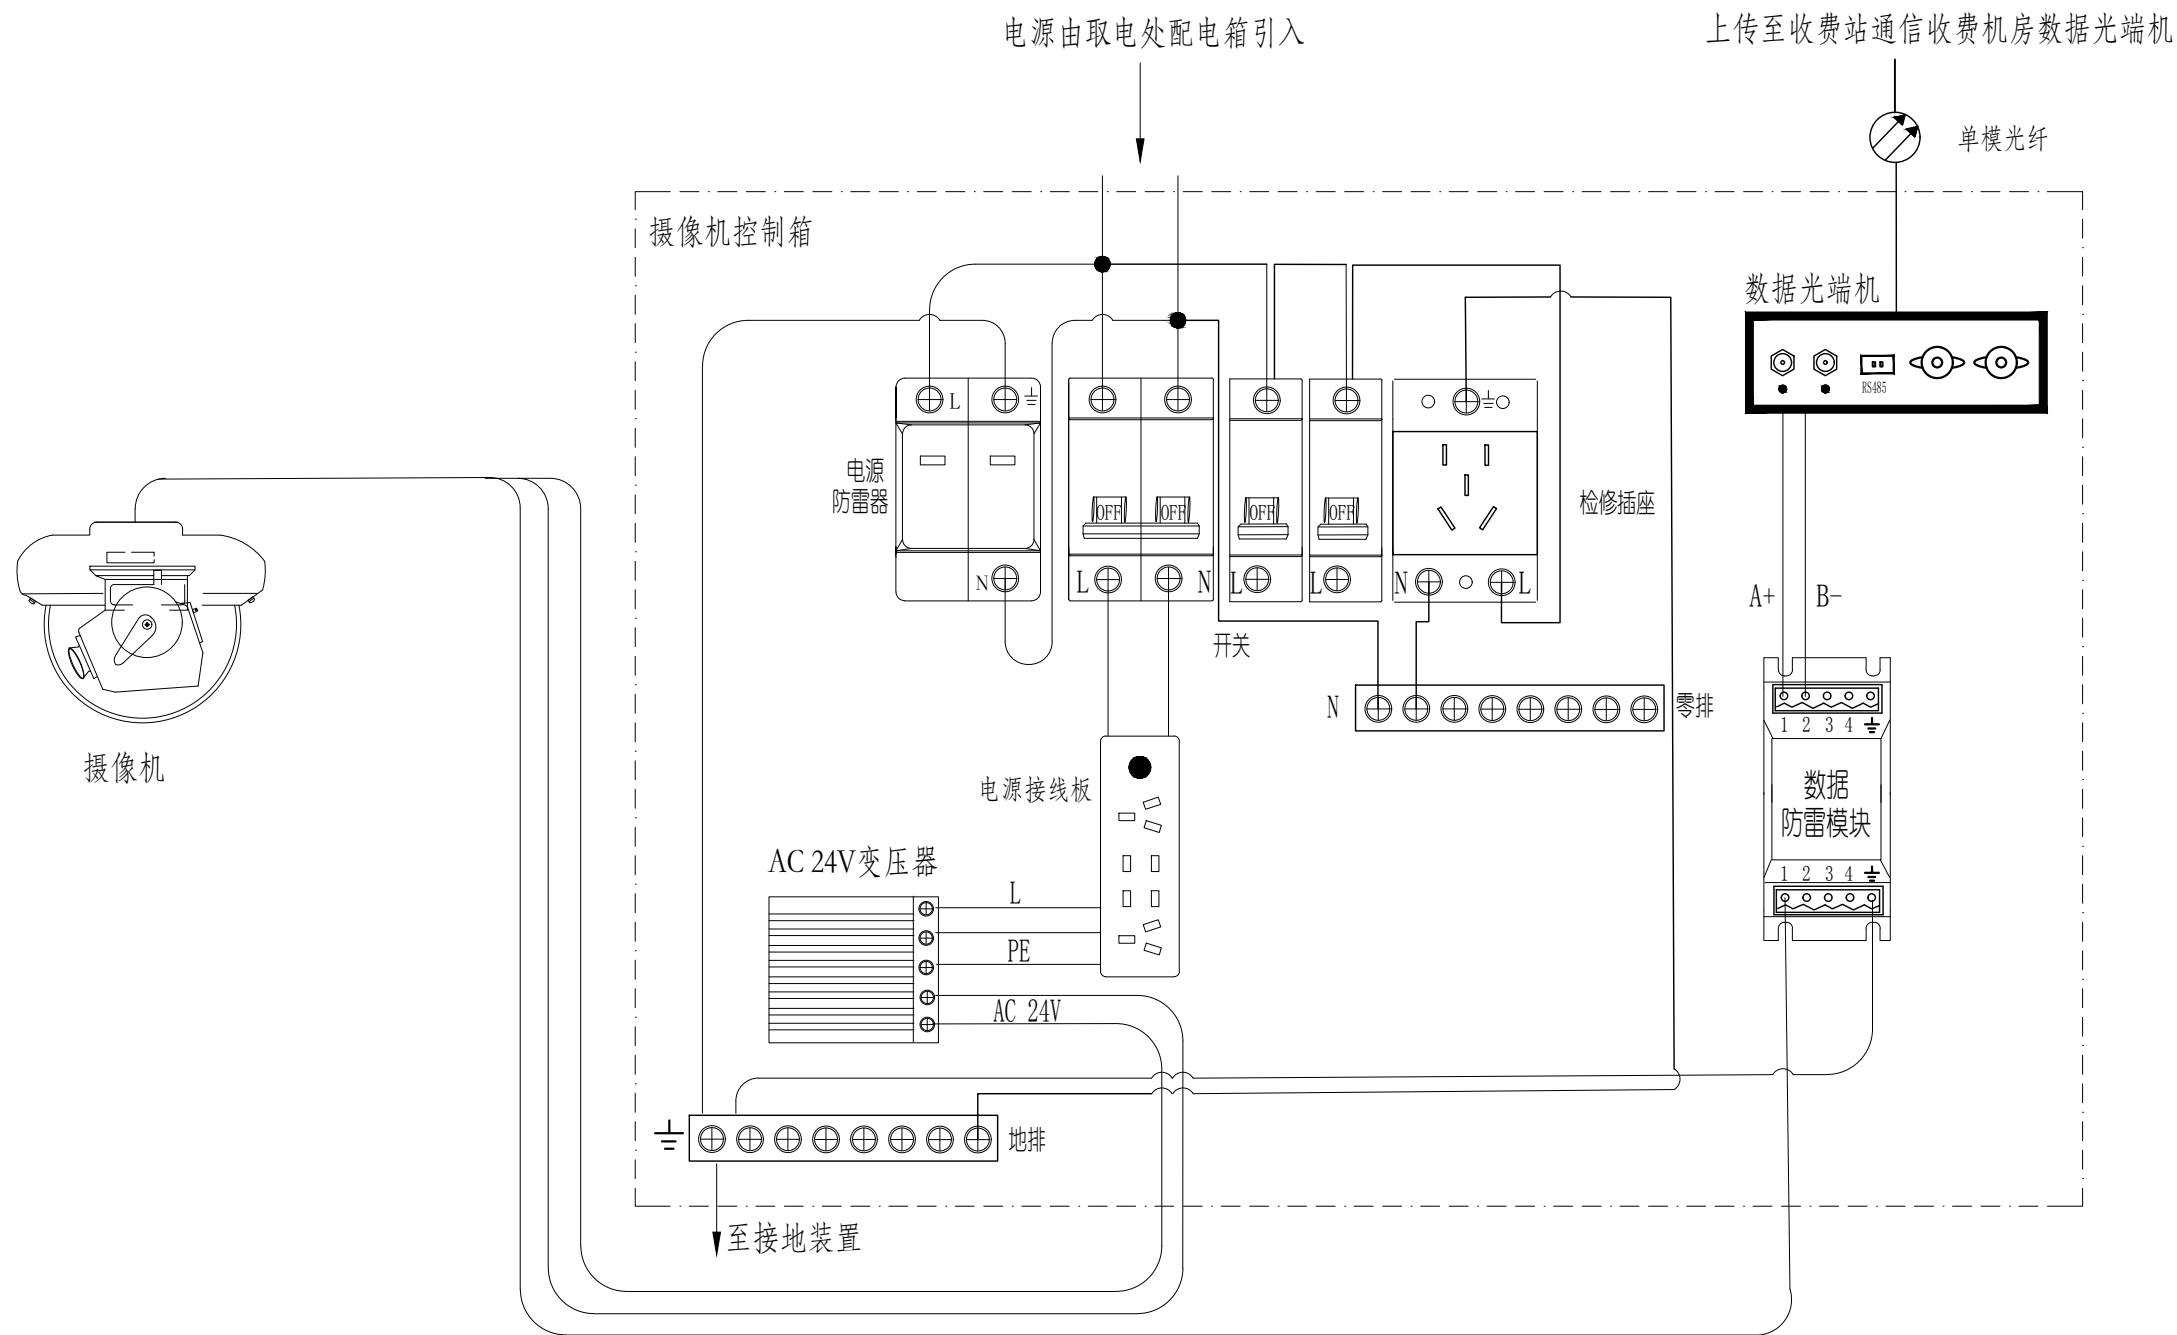 电源由取电处配电箱引入
上传至收费站通信收费机房数据光端机
单模光纤
摄像机控制箱
数据光端机
RS485
L
电源
防雷器
OFF
OFF
OFF
OFF
检修插座
N
L
N
L
L
N
L
A+
B-
开关
N
零排
1 2 3 4
摄像机
电源接线板
数据
防雷模块
AC 24V变压器
1 2 3 4
L
PE
AC 24V
地排
至接地装置